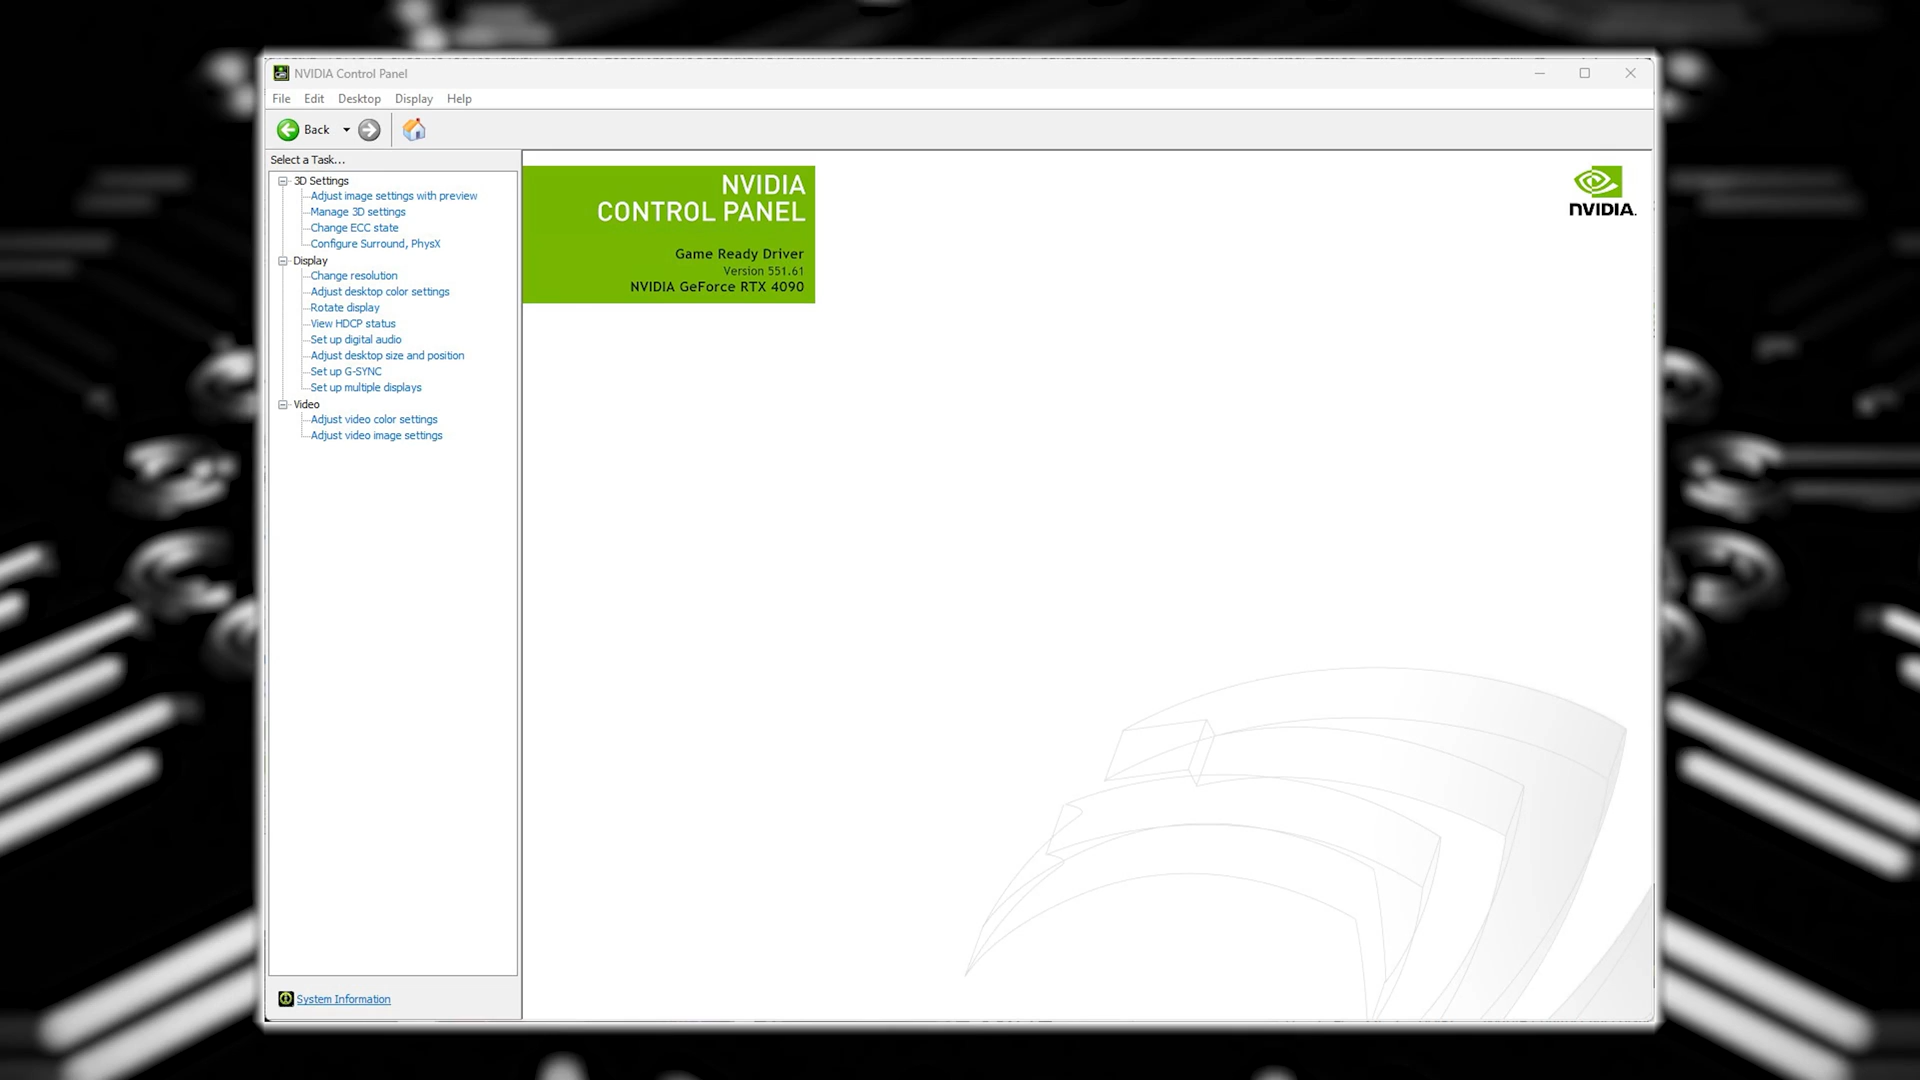 NVIDIA Control Panel
File Edit Desktop Display Help
Back
Select a Task...
3D Settings
Adjust image settings with preview
Manage 3D settings
Change ECC state
Configure Surround, PhysX
Display
Change resolution
Adjust desktop color settings
Rotate display
View HDCP status
Set up digital audio
Adjust desktop size and position
Set up G-SYNC
Set up multiple displays
Video
Adjust video color settings
Adjust video image settings
System Information
NVIDIA
CONTROL PANEL
Game Ready Driver
Version 551.61
NVIDIA GeForce RTX 4090
NVIDIA.